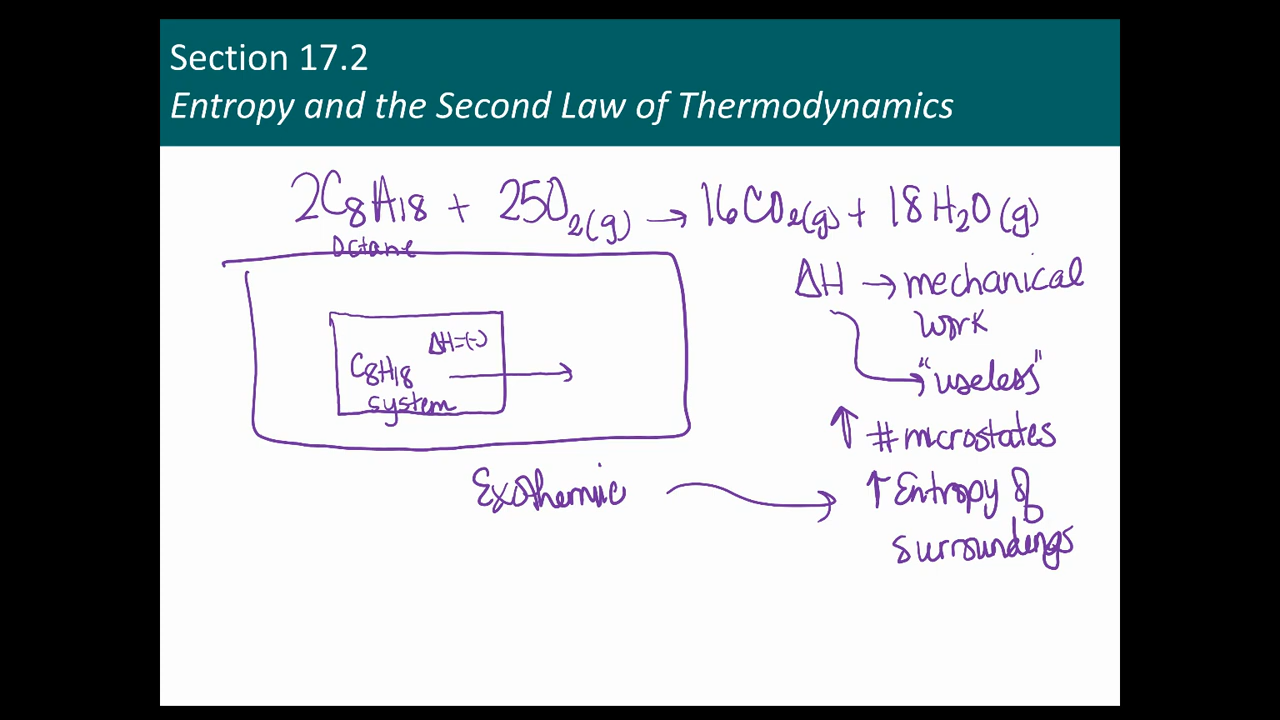 Section 17.2
Entropy and the Second Law of Thermodynamics
2C8H18 + 25O2(g) → 16CO2(g) + 18H2O(g)
Octane
ΔH → mechanical
work
"useless"
ΔH=(-)
C8H18
system
↑ # microstates
Exothermic → ↑ Entropy of
surroundings